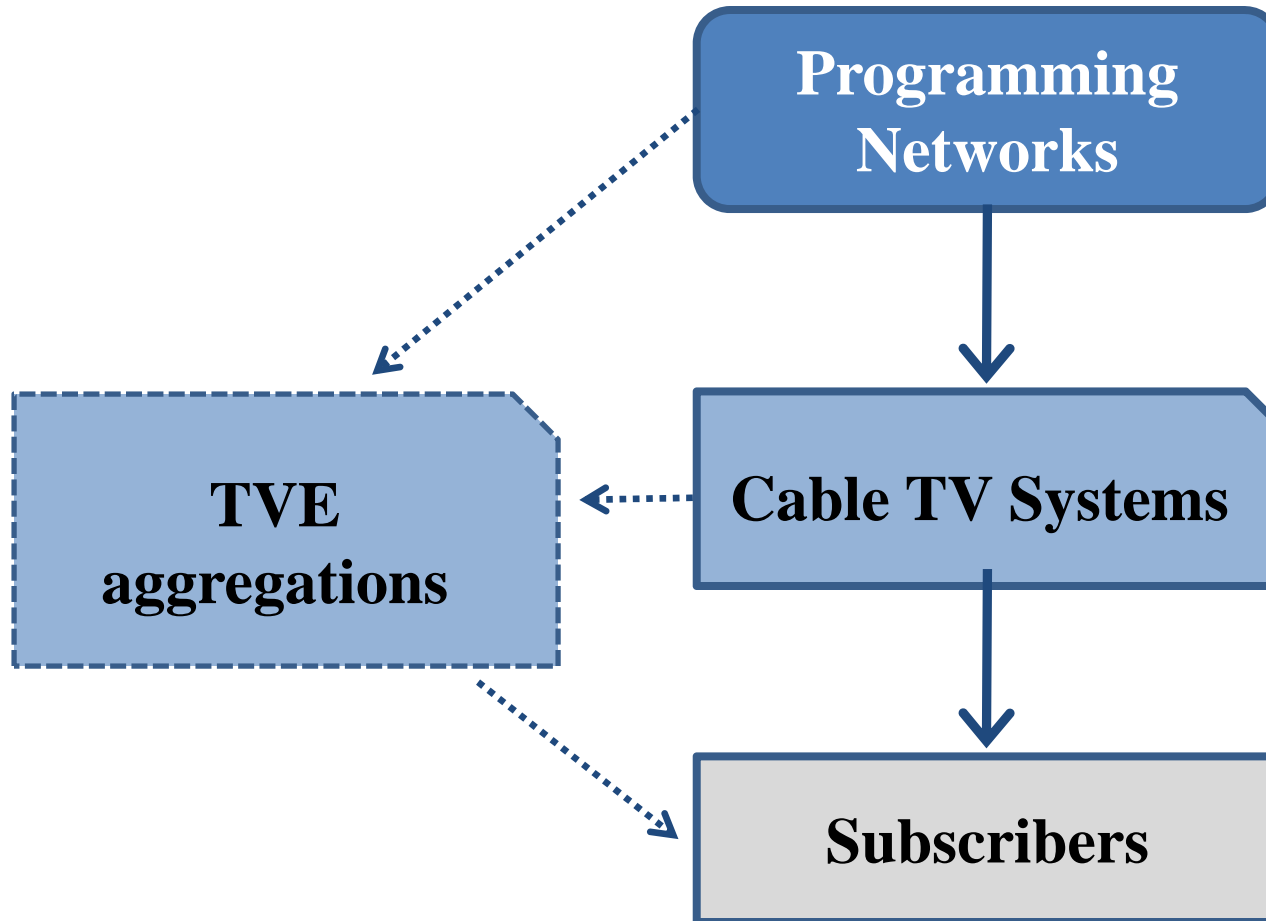 Programming
Networks
TVE
aggregations
Cable TV Systems
Subscribers